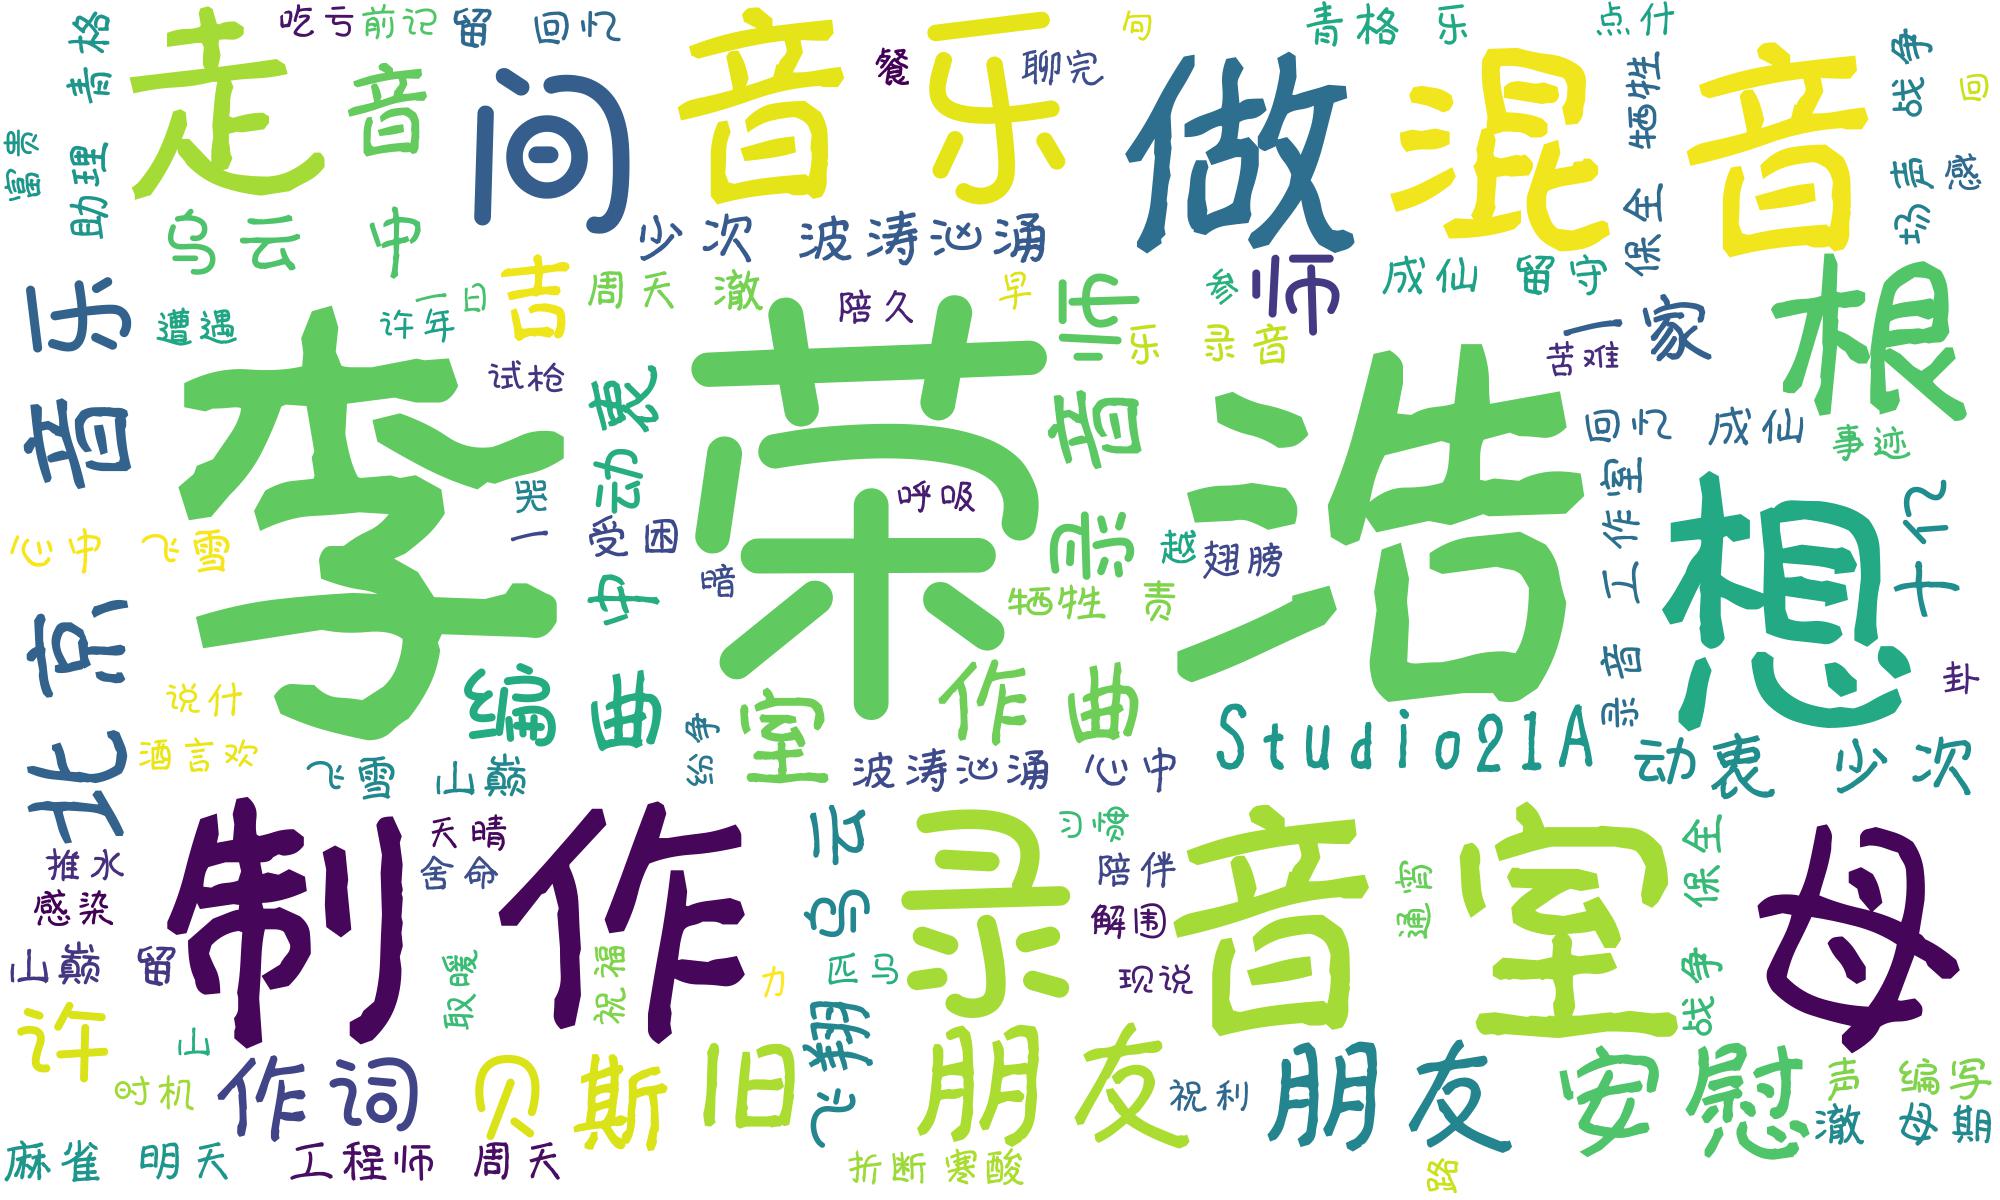 吃亏 前记 留 回忆
句
青格 乐
点什
走
音
间
音乐
餐
聊完
做
混音
青格
助理
富贵
牺牲
保全
战争
回
声
场
感
乌云 中
少次 波涛汹涌
吉
周天 澈
陪久
早
参
师
成仙 留守
一日
许年
遭遇
音乐
试枪
动衷
中
乐 录音
录音师
一家
苦难
根
李荣浩
回忆 成仙
事迹
哭
一
受困
呼吸
暗
越
翅膀
牺牲 责
录音 工作室
想
十亿
心中 飞雪
北京
说什
酒言欢
编曲
纷争
室
作曲
Studio21A
卦
飞雪 山巅
波涛汹涌 心中
动衷 少次
制作
天晴
舍命
推水
感染
山巅 留
乌云
录音室
陪伴
解围
现说
通宵
保全
战争
母
许
山
取暖
祝福
力
匹马
飞翔
时机
作词
贝斯
旧
朋友
祝利
朋友
安慰
声 编写
澈 母期
麻雀 明天
工程师 周天
折断 寒酸
路